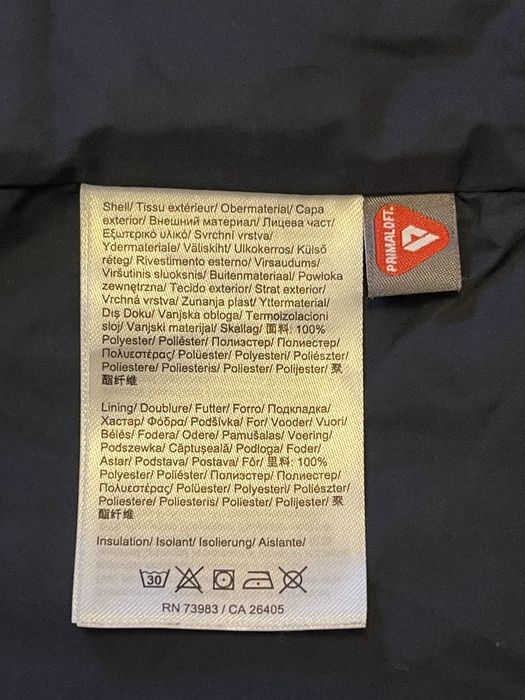 Shell/ Tissu extérieur/ Obermaterial/ Capa
exterior/ Внешний материал/ Лицева част/
Εξωτερικό υλικό/ Svrchní vrstva/
Ydermateriale/ Väliskiht/ Ulkokerros/ Külső
réteg/ Rivestimento esterno/ Virsaudums/
Viršutinis sluoksnis/ Buitenmateriaal/ Powłoka
zewnętrzna/ Tecido exterior/ Strat exterior/
Vrchná vrstva/ Zunanja plast/ Yttermaterial/
Dış Doku/ Vanjska obloga/ Termoizolacioni
sloj/ Vanjski materijal/ Skallag/ 面料: 100%
Polyester/ Poliéster/ Полиэстер/ Полиестер/
Πολυεστέρας/ Polüester/ Polyesteri/ Poliészter/
Poliestere/ Poliesteris/ Poliester/ Polijester/ 聚
酯纤维
Lining/ Doublure/ Futter/ Forro/ Подкладка/
Хастар/ Φόδρα/ Podšívka/ For/ Vooder/ Vuori/
Bélés/ Fodera/ Odere/ Pamušalas/ Voering/
Podszewka/ Căptușeală/ Podloga/ Foder/
Astar/ Podstava/ Postava/ Fôr/ 里料: 100%
Polyester/ Poliéster/ Полиэстер/ Полиестер/
Πολυεστέρας/ Polüester/ Polyesteri/ Poliészter/
Poliestere/ Poliesteris/ Poliester/ Polijester/ 聚
酯纤维
Insulation/ Isolant/ Isolierung/ Aislante/
30
RN 73983 / CA 26405
PRIMALOFT